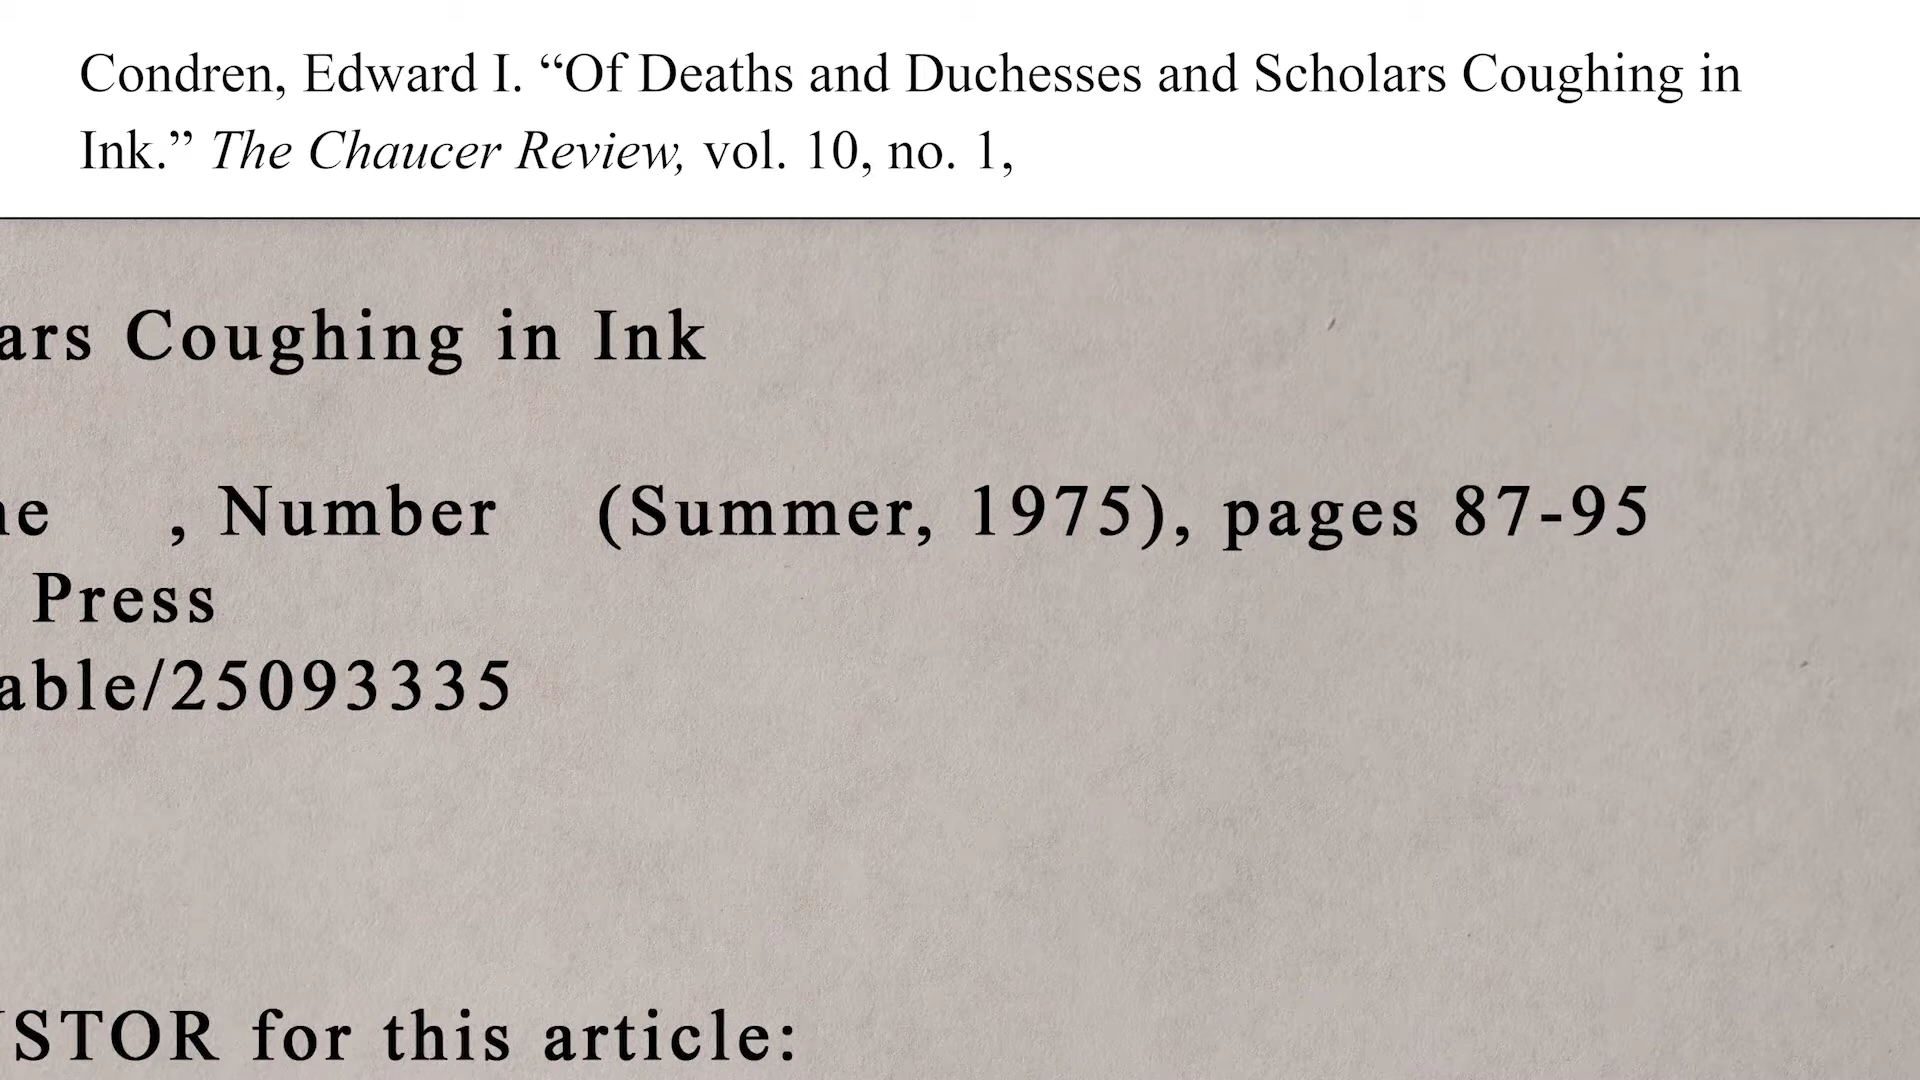 Condren, Edward I. “Of Deaths and Duchesses and Scholars Coughing in
Ink.” The Chaucer Review, vol. 10, no. 1,
ars Coughing in Ink
, Number (Summer, 1975), pages 87-95
Press
able/25093335
STOR for this article: